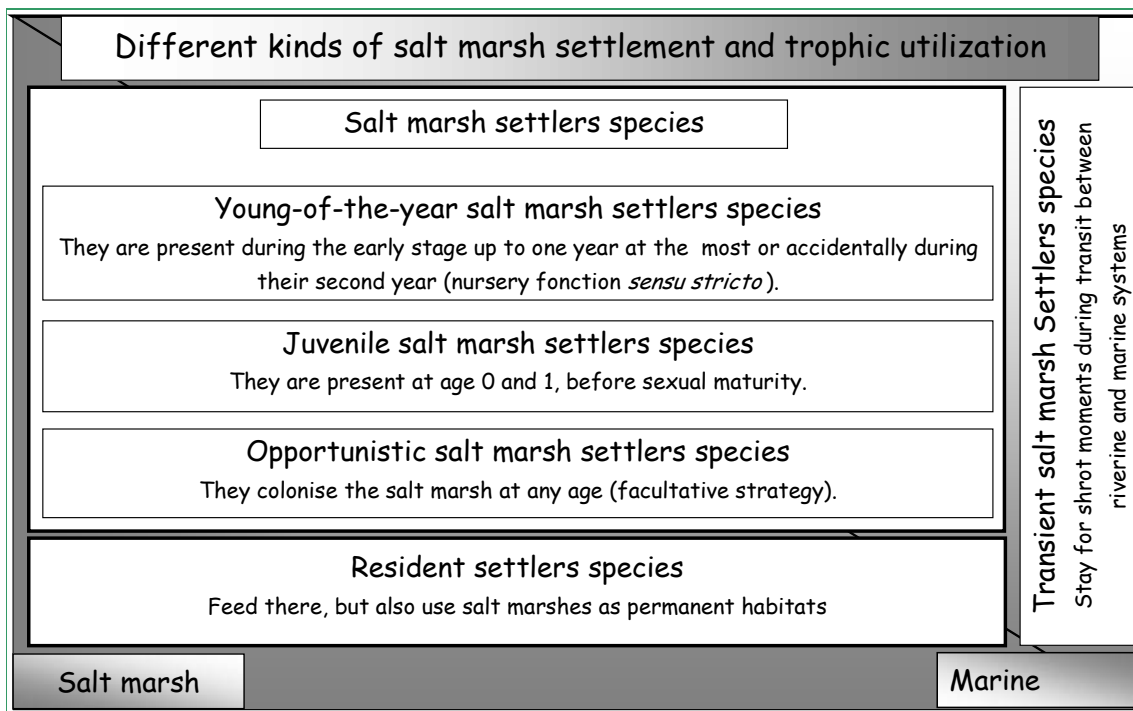 Different kinds of salt marsh settlement and trophic utilization
Salt marsh settlers species
Young-of-the-year salt marsh settlers species
They are present during the early stage up to one year at the most or accidentally during
their second year (nursery fonction sensu stricto).
Juvenile salt marsh settlers species
They are present at age 0 and 1, before sexual maturity.
Opportunistic salt marsh settlers species
They colonise the salt marsh at any age (facultative strategy).
Resident settlers species
Feed there, but also use salt marshes as permanent habitats
Transient salt marsh Settlers species
Stay for shrot moments during transit between
riverine and marine systems
Salt marsh
Marine